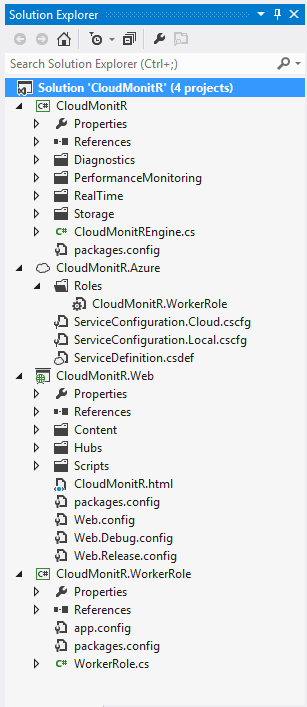 Solution Explorer
Search Solution Explorer (Ctrl+;)
Solution 'CloudMonitR' (4 projects)
C# CloudMonitR
Properties
References
Diagnostics
PerformanceMonitoring
RealTime
Storage
C# CloudMonitREngine.cs
packages.config
CloudMonitR.Azure
Roles
CloudMonitR.WorkerRole
ServiceConfiguration.Cloud.cscfg
ServiceConfiguration.Local.cscfg
ServiceDefinition.csdef
CloudMonitR.Web
Properties
References
Content
Hubs
Scripts
CloudMonitR.html
packages.config
Web.config
Web.Debug.config
Web.Release.config
C# CloudMonitR.WorkerRole
Properties
References
app.config
packages.config
C# WorkerRole.cs